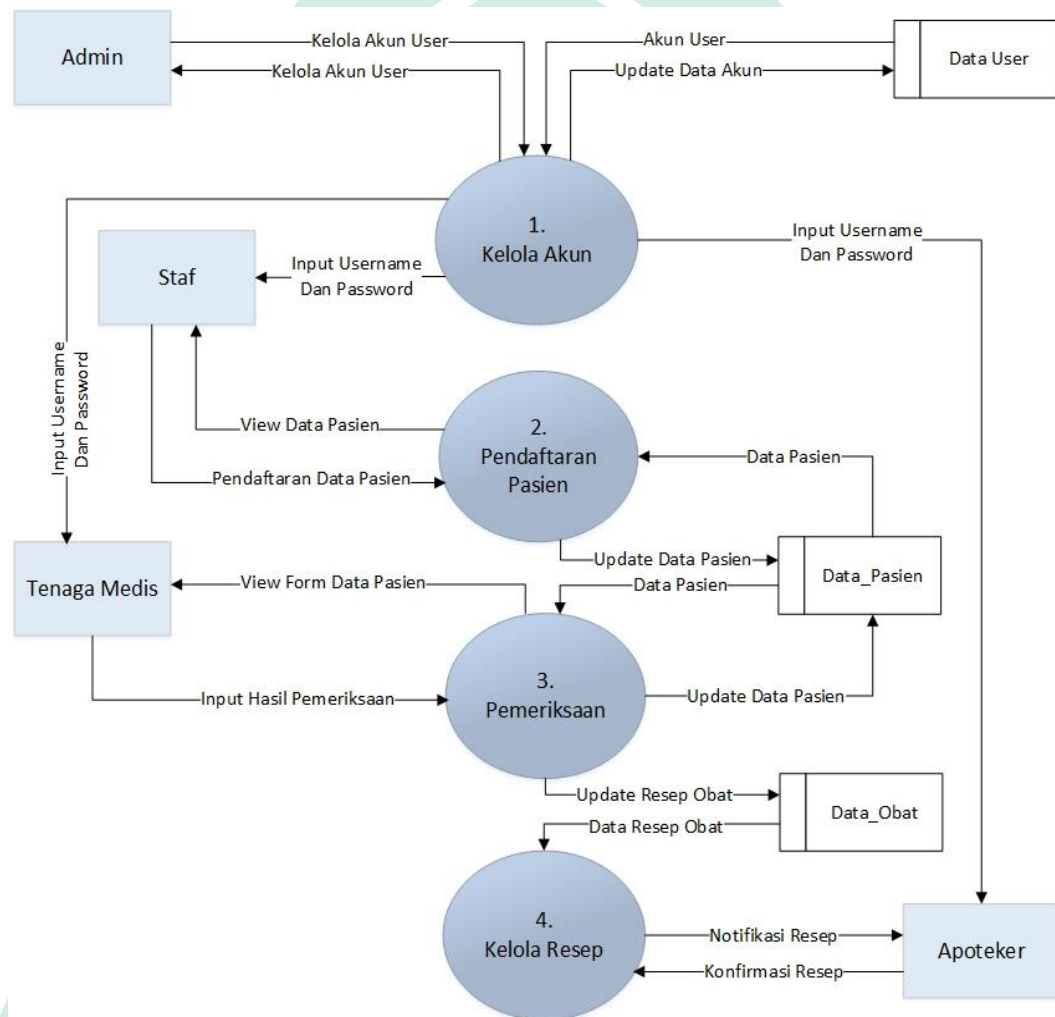 Admin
Kelola Akun User
Kelola Akun User
Akun User
Update Data Akun
Data User
1.
Kelola Akun
Input Username
Dan Password
Staf
Input Username
Dan Password
Input Username
Dan Password
View Data Pasien
Pendaftaran Data Pasien
2.
Pendaftaran
Pasien
Data Pasien
Update Data Pasien
Data Pasien
Data_Pasien
Tenaga Medis
View Form Data Pasien
Input Hasil Pemeriksaan
3.
Pemeriksaan
Update Data Pasien
Update Resep Obat
Data Resep Obat
Data_Obat
4.
Kelola Resep
Notifikasi Resep
Konfirmasi Resep
Apoteker